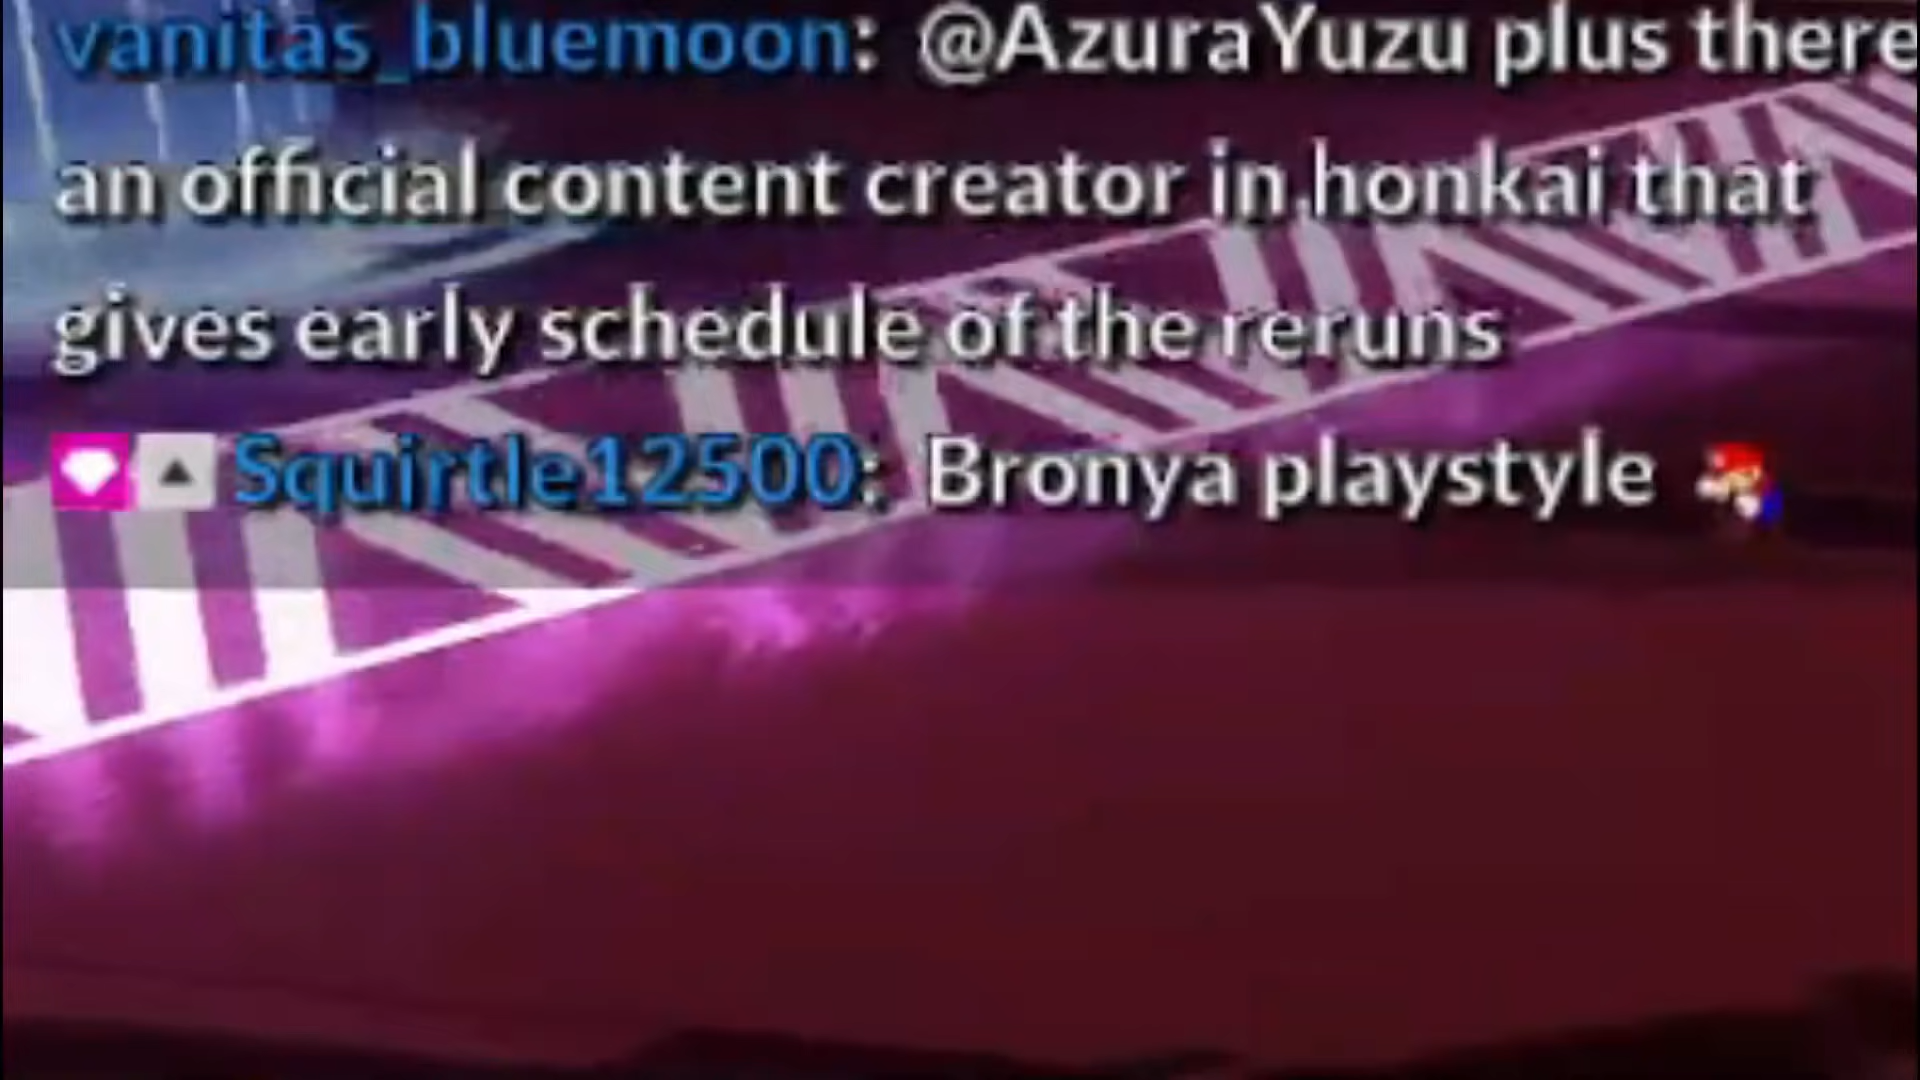 vanitas_bluemoon: @AzuraYuzu plus there
an official content creator in honkai that
gives early schedule of the reruns
Squirtle12500: Bronya playstyle